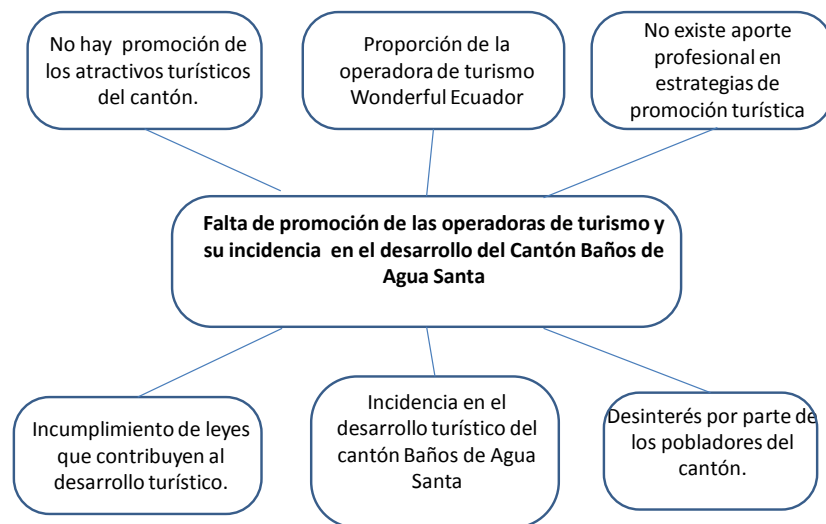 No hay promoción de
los atractivos turísticos
del cantón.
Proporción de la
operadora de turismo
Wonderful Ecuador
No existe aporte
profesional en
estrategias de
promoción turística
Falta de promoción de las operadoras de turismo y
su incidencia en el desarrollo del Cantón Baños de
Agua Santa
Incumplimiento de leyes
que contribuyen al
desarrollo turístico.
Incidencia en el
desarrollo turístico del
cantón Baños de Agua
Santa
Desinterés por parte de
los pobladores del
cantón.